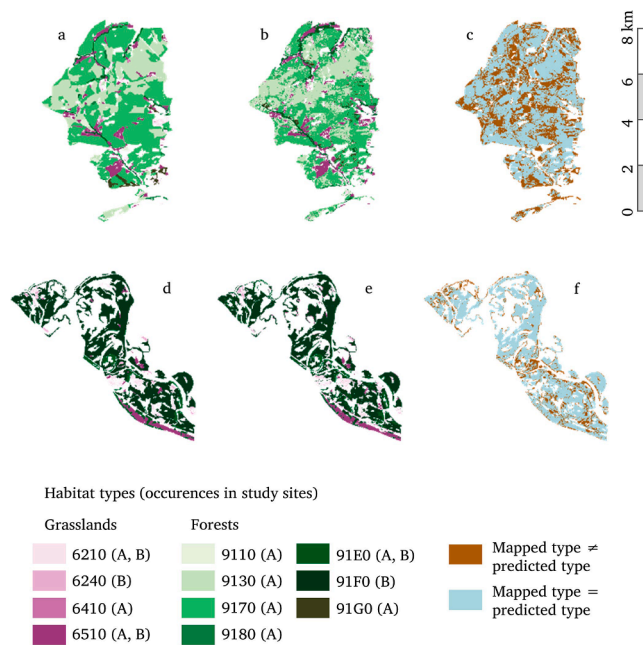 a b c 8 km
6
4
2
0
d e f
Habitat types (occurences in study sites)
Grasslands Forests
6210 (A, B) 9110 (A) 91E0 (A, B) Mapped type ≠
predicted type
6240 (B) 9130 (A) 91F0 (B)
6410 (A) 9170 (A) 91G0 (A) Mapped type =
predicted type
6510 (A, B) 9180 (A)